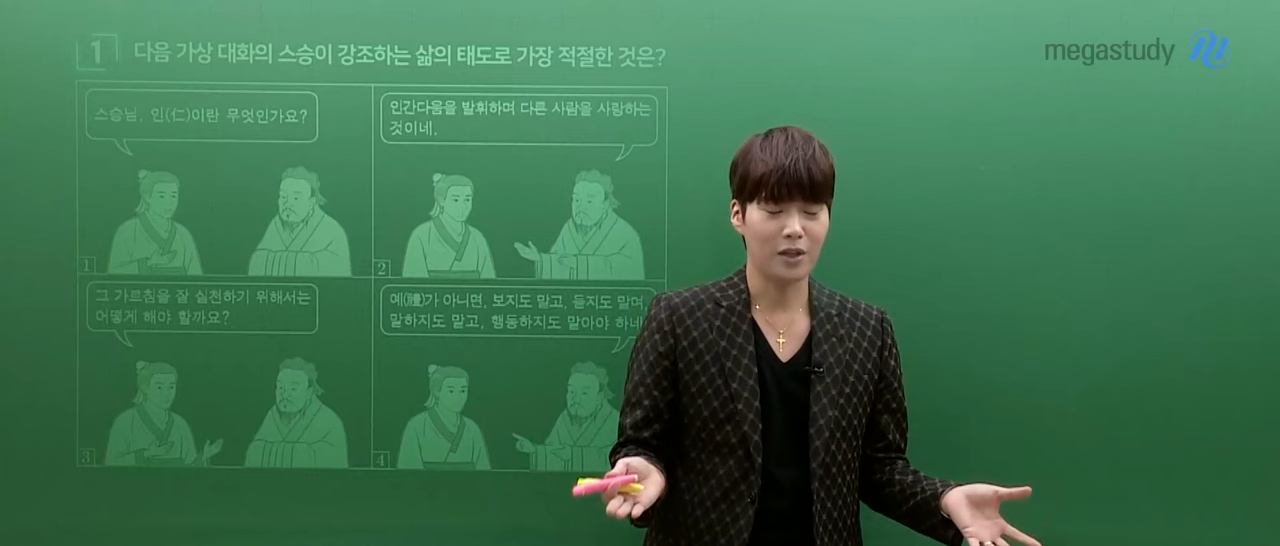 1 다음 가상 대화의 스승이 강조하는 삶의 태도로 가장 적절한 것은?
megastudy
스승님, 인(仁)이란 무엇인가요?
1
인간다움을 발휘하며 다른 사람을 사랑하는
것이네.
2
그 가르침을 잘 실천하기 위해서는
어떻게 해야 할까요?
3
예(禮)가 아니면, 보지도 말고, 듣지도 말며,
말하지도 말고, 행동하지도 말아야 하네
4